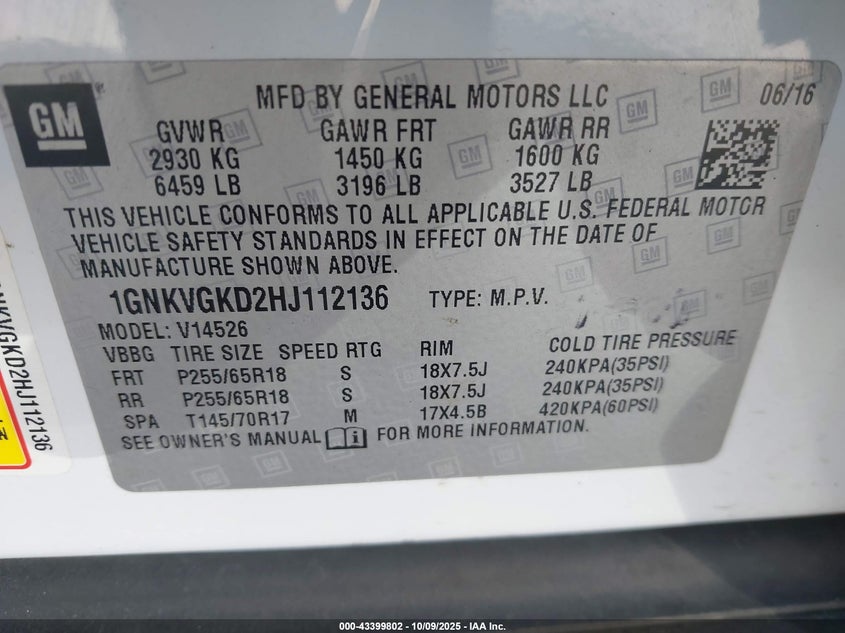 GM
MFD BY GENERAL MOTORS LLC 06/16
GVWR GAWR FRT GAWR RR
2930 KG 1450 KG 1600 KG
6459 LB 3196 LB 3527 LB
THIS VEHICLE CONFORMS TO ALL APPLICABLE U.S. FEDERAL MOTOR
VEHICLE SAFETY STANDARDS IN EFFECT ON THE DATE OF
MANUFACTURE SHOWN ABOVE.
1GNKVGKD2HJ112136 TYPE: M.P.V.
MODEL: V14526
VBBG TIRE SIZE SPEED RTG RIM COLD TIRE PRESSURE
FRT P255/65R18 S 18X7.5J 240KPA(35PSI)
RR P255/65R18 S 18X7.5J 240KPA(35PSI)
SPA T145/70R17 M 17X4.5B 420KPA(60PSI)
SEE OWNER'S MANUAL FOR MORE INFORMATION.
NKVGKD2HJ112136
000-43399802 - 10/09/2025 - IAA Inc.